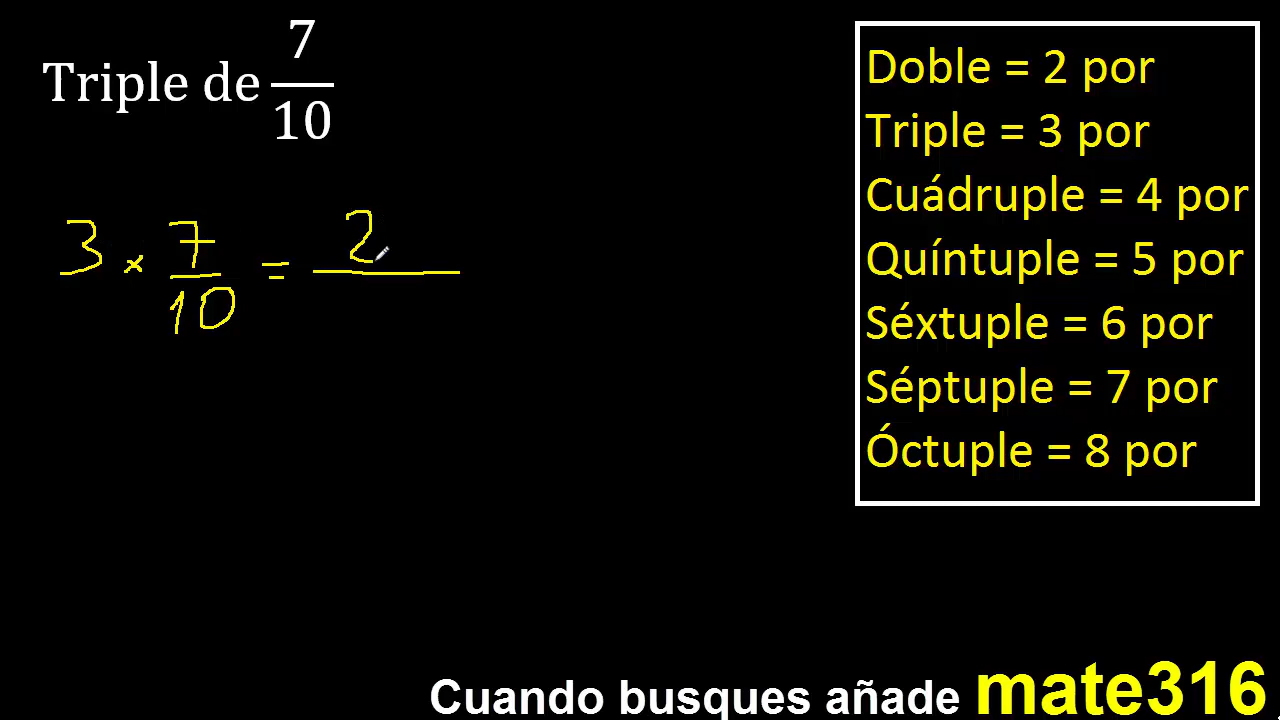 Triple de 7/10
3 × 7/10 = 2
Doble = 2 por
Triple = 3 por
Cuádruple = 4 por
Quíntuple = 5 por
Séxtuple = 6 por
Séptuple = 7 por
Óctuple = 8 por
Cuando busques añade mate316